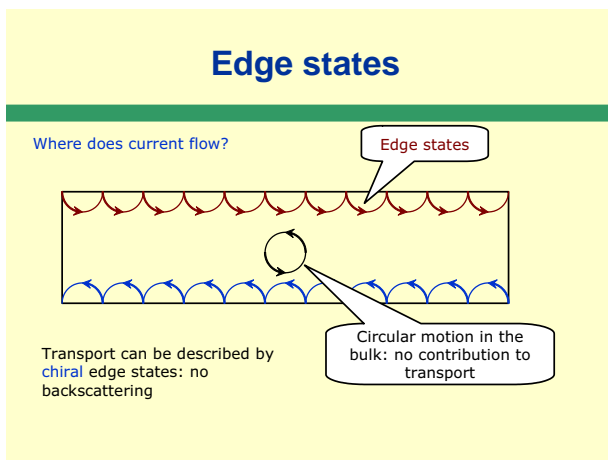 Edge states
Where does current flow?
Edge states
Circular motion in the
bulk: no contribution to
transport
Transport can be described by
chiral edge states: no
backscattering